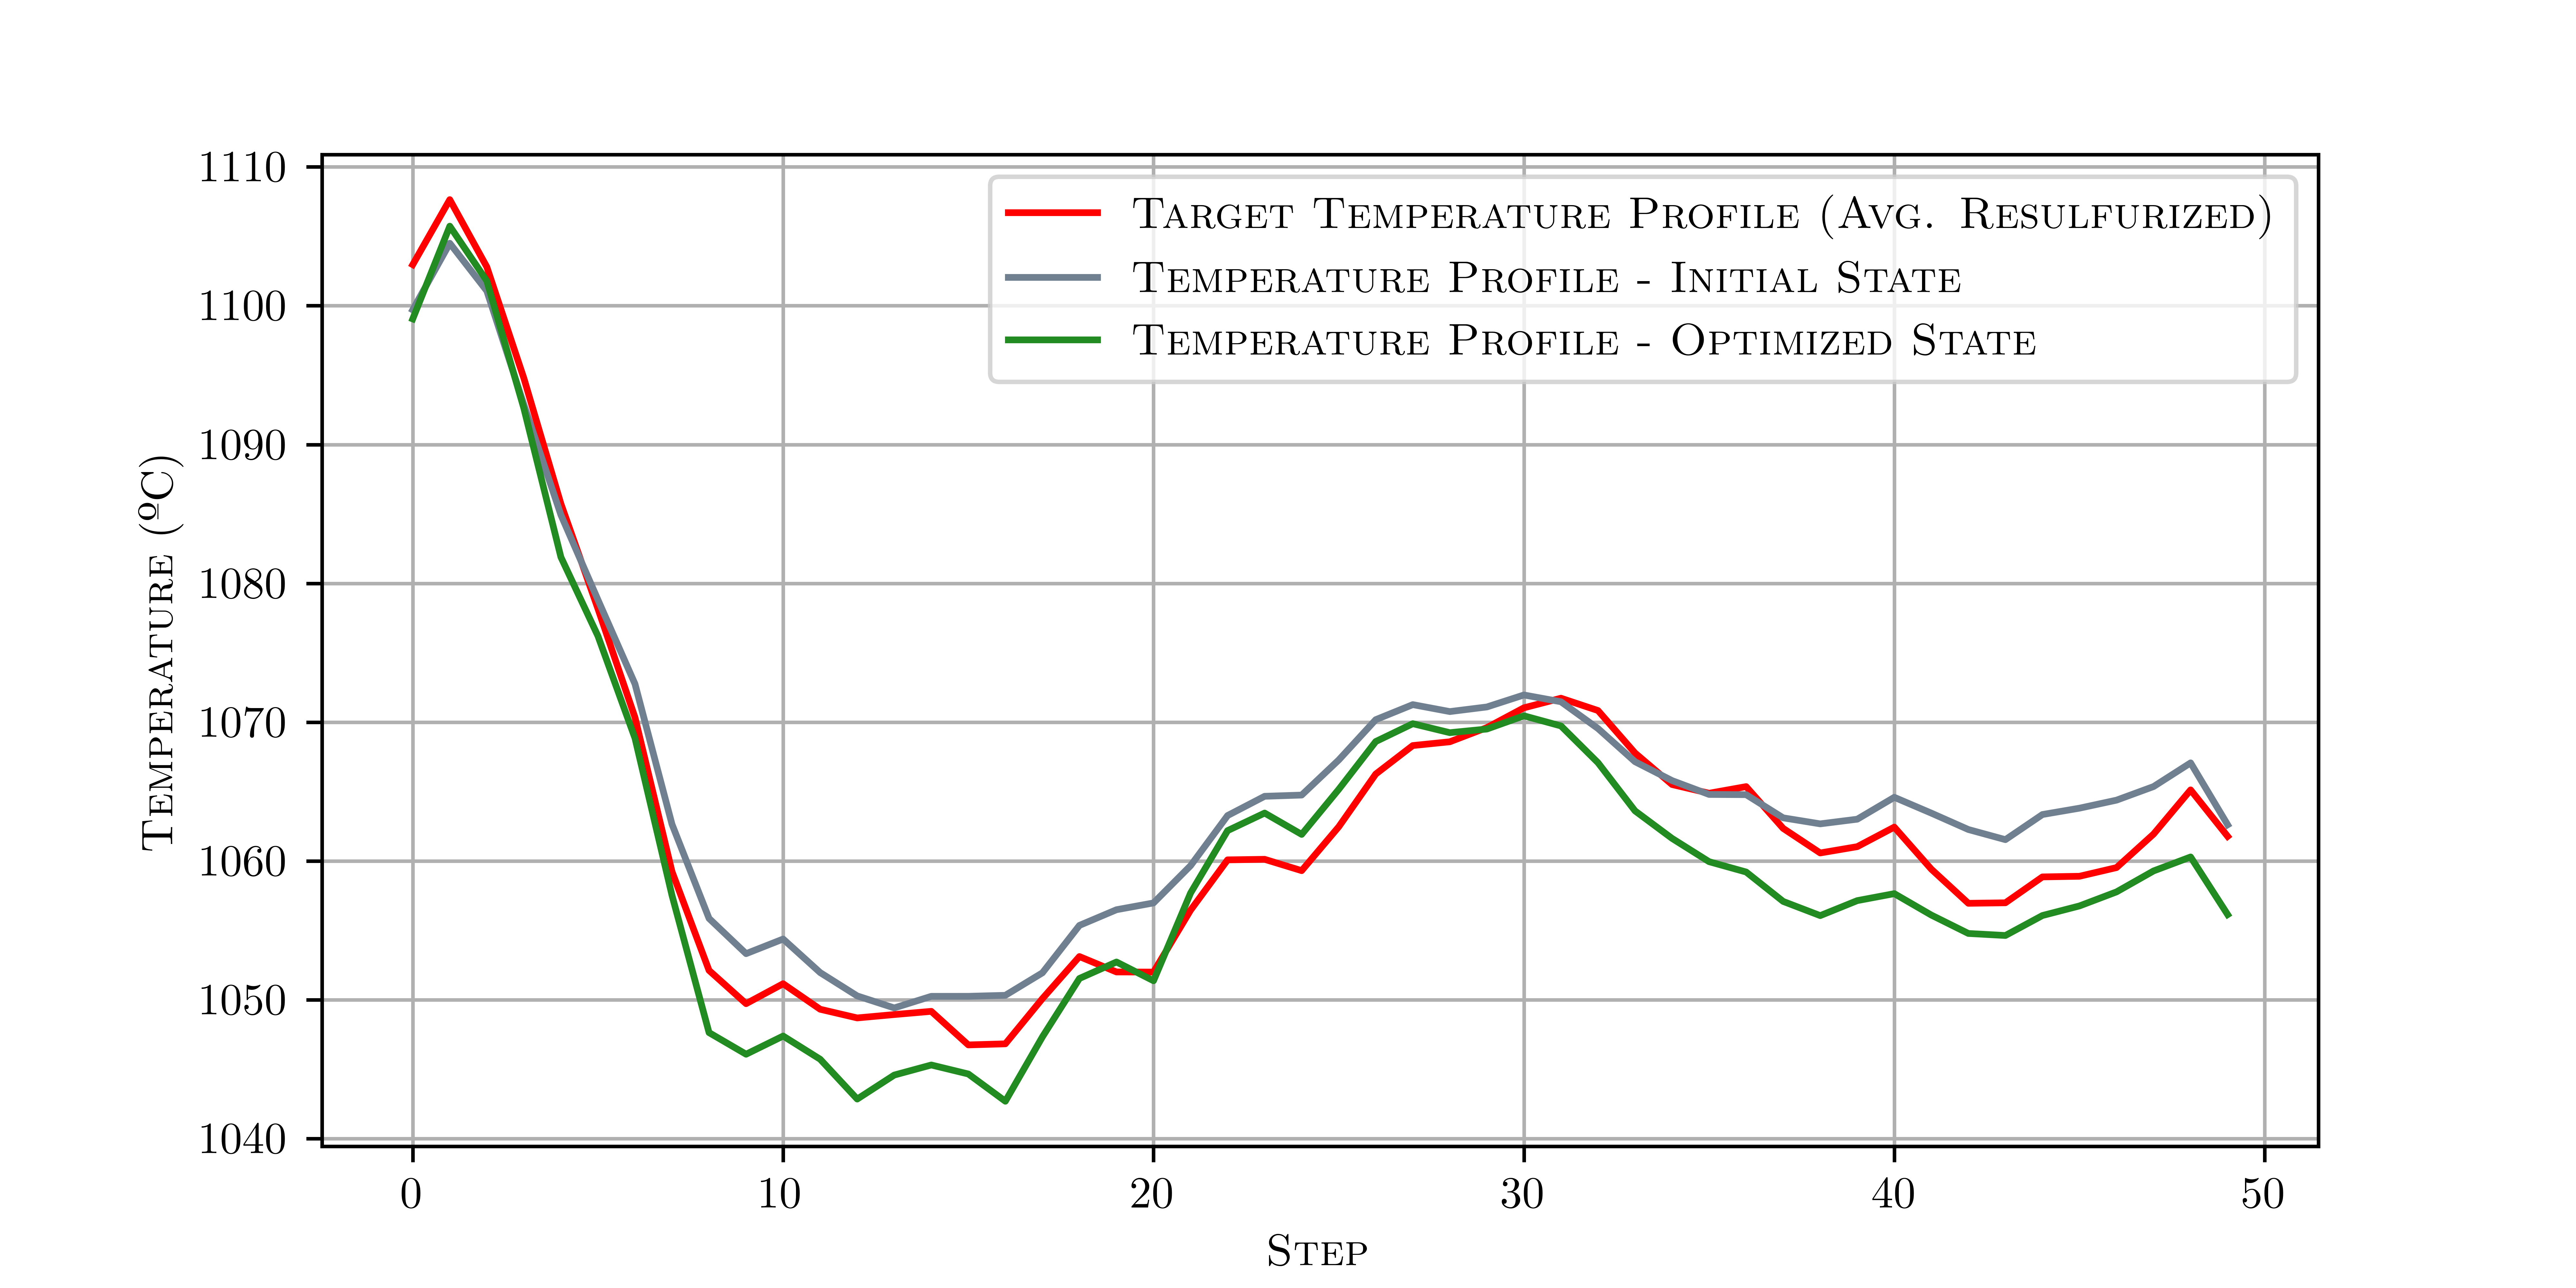 1110
1100
1090
1080
1070
1060
1050
1040
Temperature (ºC)
Target Temperature Profile (Avg. Resulfurized)
Temperature Profile - Initial State
Temperature Profile - Optimized State
0 10 20 30 40 50
Step